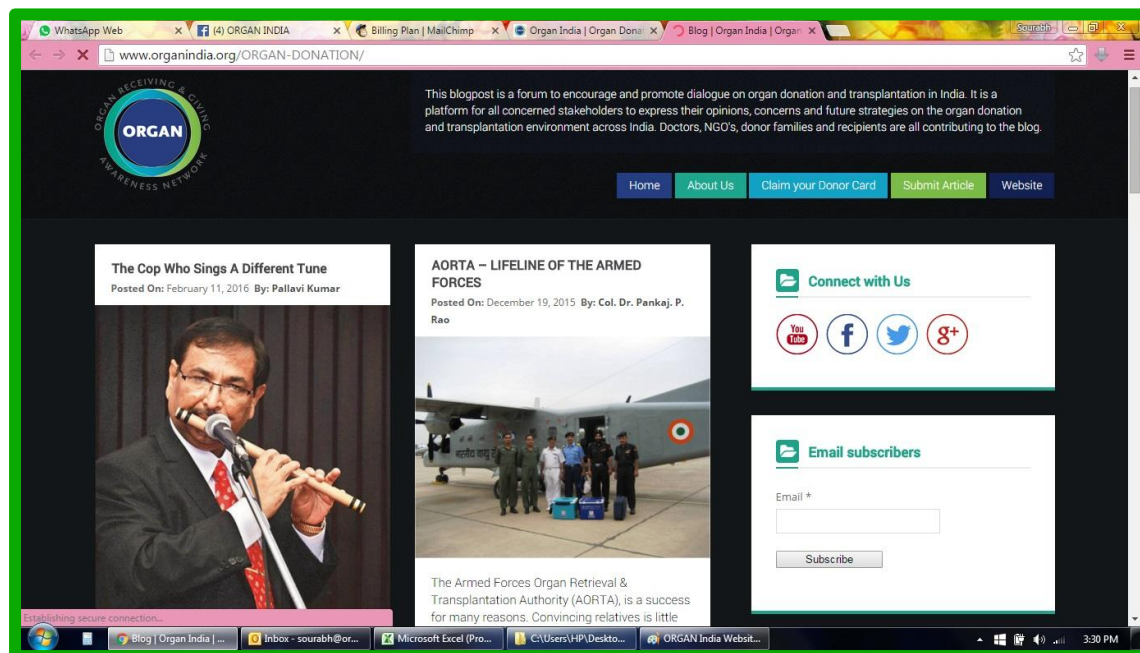 WhatsApp Web
(4) ORGAN INDIA
Billing Plan | MailChimp
Organ India | Organ Dona
Blog | Organ India | Organ
Sourabh
www.organindia.org/ORGAN-DONATION/
ORGAN RECEIVING & GIVING
ORGAN
AWARENESS NETWORK
This blogpost is a forum to encourage and promote dialogue on organ donation and transplantation in India. It is a
platform for all concerned stakeholders to express their opinions, concerns and future strategies on the organ donation
and transplantation environment across India. Doctors, NGO's, donor families and recipients are all contributing to the blog.
Home
About Us
Claim your Donor Card
Submit Article
Website
The Cop Who Sings A Different Tune
Posted On: February 11, 2016 By: Pallavi Kumar
AORTA – LIFELINE OF THE ARMED
FORCES
Posted On: December 19, 2015 By: Col. Dr. Pankaj. P.
Rao
The Armed Forces Organ Retrieval &
Transplantation Authority (AORTA), is a success
for many reasons. Convincing relatives is little
Connect with Us
You
Tube
f
g+
Email subscribers
Email *
Subscribe
Establishing secure connection...
Blog | Organ India | ...
Inbox - sourabh@or...
Microsoft Excel (Pro...
C:\Users\HP\Deskto...
ORGAN India Websit...
3:30 PM